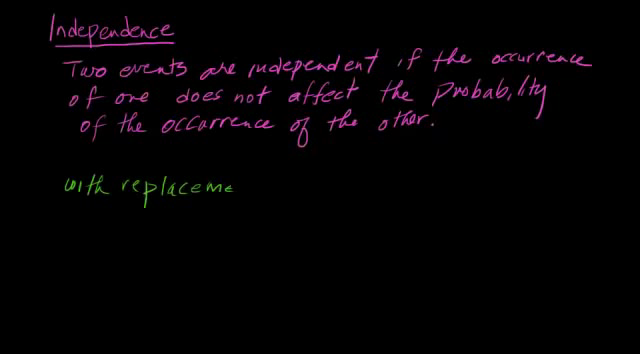 Independence
Two events are independent if the occurrence
of one does not affect the probability
of the occurrence of the other.
with replaceme